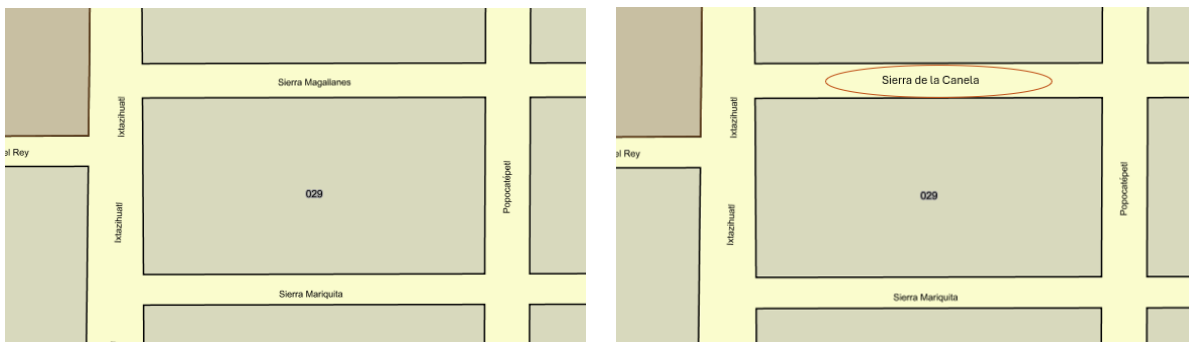 Sierra Magallanes
Ixtazihuatl
el Rey
029
Popocatépetl
Ixtazihuatl
Sierra Mariquita
Sierra de la Canela
Ixtazihuatl
el Rey
029
Popocatépetl
Ixtazihuatl
Sierra Mariquita